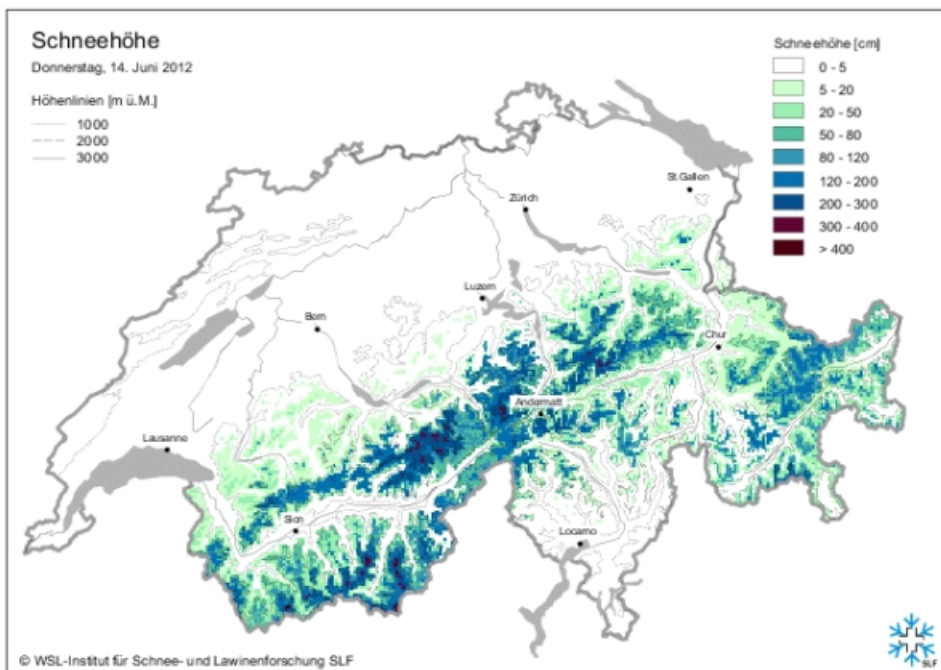 Schneehöhe
Donnerstag, 14. Juni 2012
Höhenlinien [m ü.M.]
1000
2000
3000
Schneehöhe [cm]
0 - 5
5 - 20
20 - 50
50 - 80
80 - 120
120 - 200
200 - 300
300 - 400
> 400
St.Gallen
Zürich
Luzern
Bern
Chur
Andermatt
Lausanne
Sion
Locarno
© WSL-Institut für Schnee- und Lawinenforschung SLF
SLF